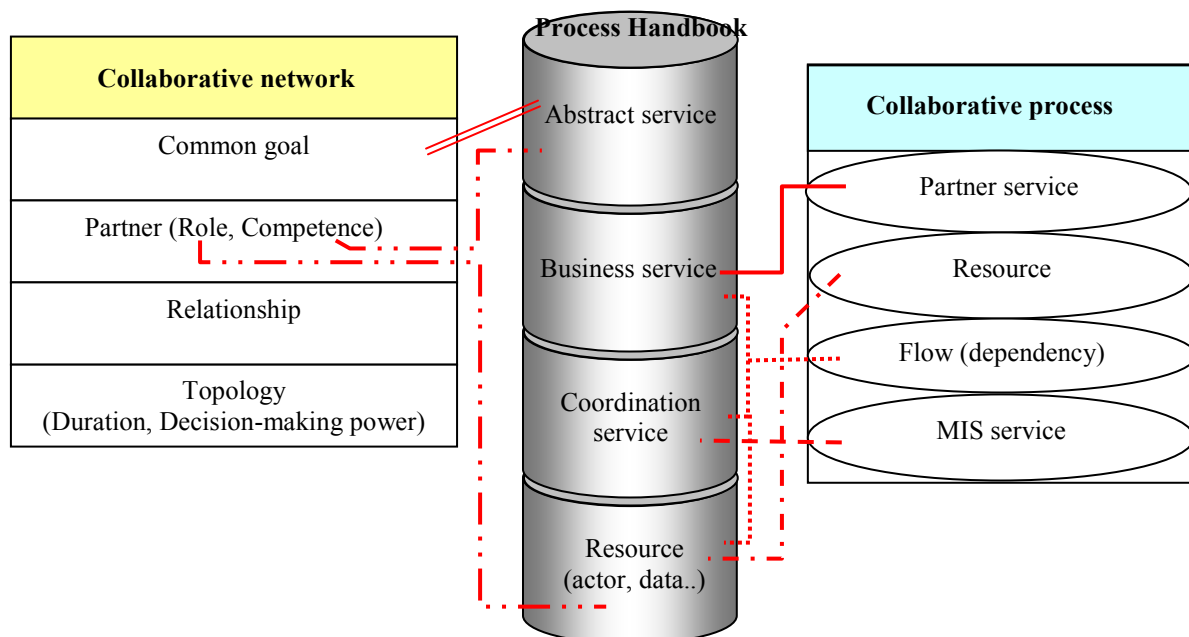 Collaborative network
Common goal
Partner (Role, Competence)
Relationship
Topology
(Duration, Decision-making power)
Process Handbook
Abstract service
Business service
Coordination
service
Resource
(actor, data..)
Collaborative process
Partner service
Resource
Flow (dependency)
MIS service